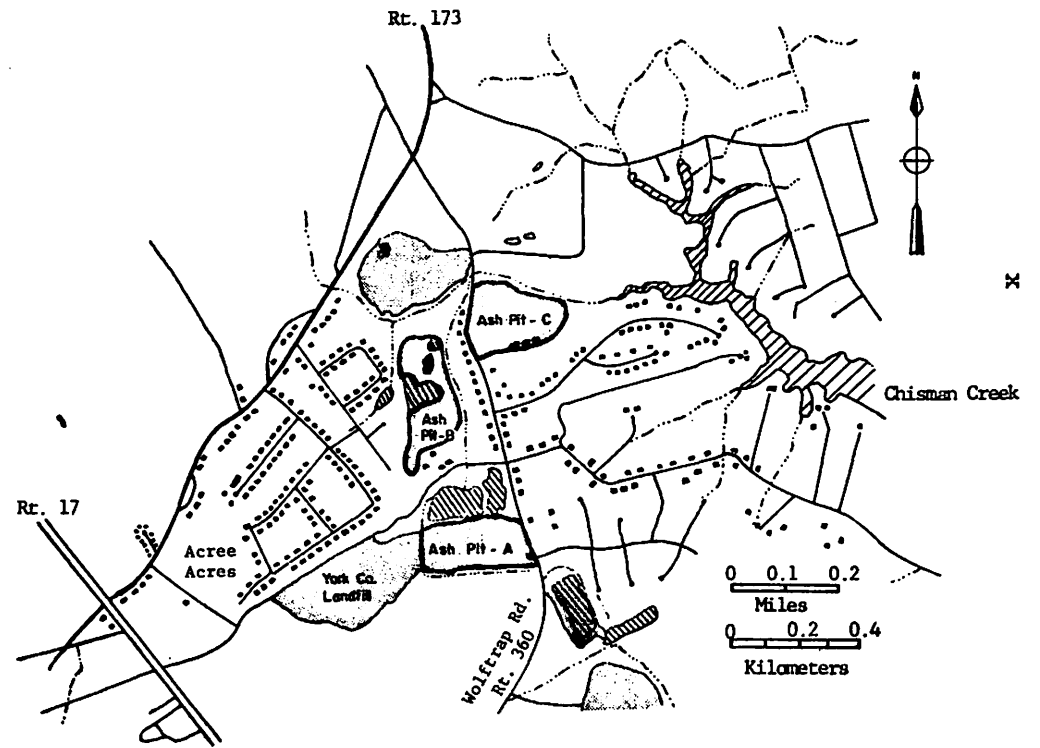 Rt. 173
N
Ash Pit - C
Chisman Creek
Ash
Pit-B
Rt. 17
Ash Pit - A
Acree
Acres
York Co.
Landfill
0 0.1 0.2
Miles
0 0.2 0.4
Kilometers
Wolftrap Rd.
Rt. 360